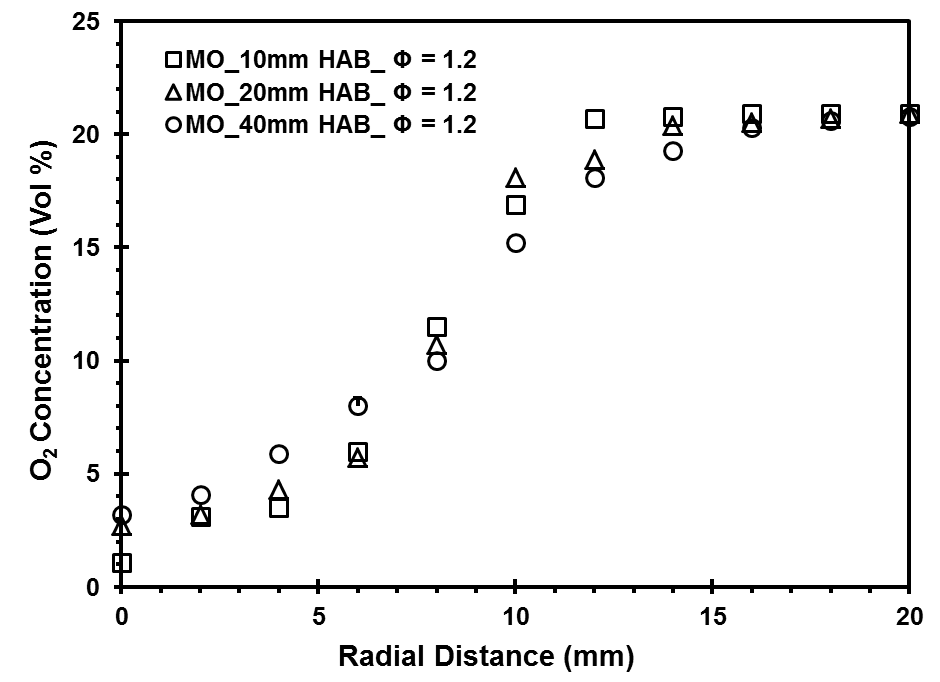 25
MO_10mm HAB_ Φ = 1.2
MO_20mm HAB_ Φ = 1.2
MO_40mm HAB_ Φ = 1.2
20
15
10
5
0
O₂ Concentration (Vol %)
0 5 10 15 20
Radial Distance (mm)